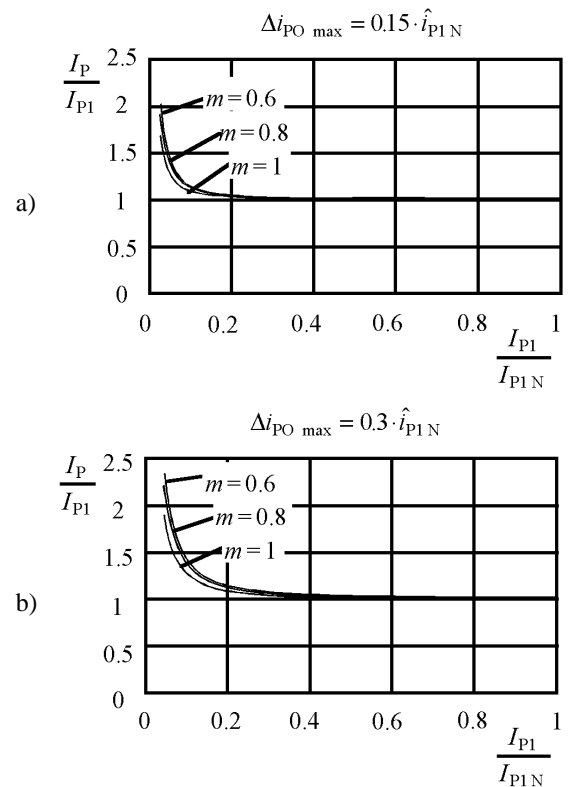 Δi_PO max = 0.15·î_P1 N
I_P / I_P1
2.5
2
1.5
1
0.5
0
m = 0.6
m = 0.8
m = 1
a)
0 0.2 0.4 0.6 0.8 1
I_P1 / I_P1 N
Δi_PO max = 0.3·î_P1 N
I_P / I_P1
2.5
2
1.5
1
0.5
0
m = 0.6
m = 0.8
m = 1
b)
0 0.2 0.4 0.6 0.8 1
I_P1 / I_P1 N